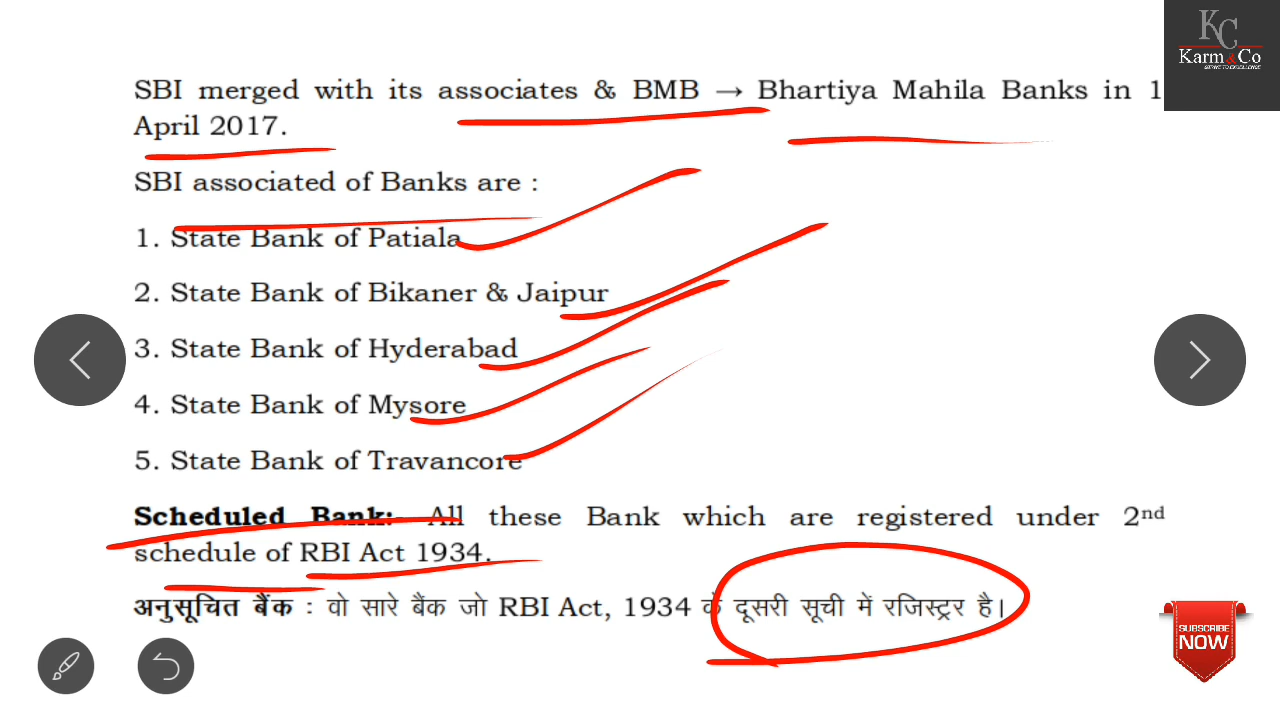 KC
Karm&Co
SBI merged with its associates & BMB → Bhartiya Mahila Banks in 1
April 2017.
SBI associated of Banks are :
1. State Bank of Patiala
2. State Bank of Bikaner & Jaipur
3. State Bank of Hyderabad
4. State Bank of Mysore
5. State Bank of Travancore
Scheduled Bank:- All these Bank which are registered under 2nd
schedule of RBI Act 1934.
अनुसूचित बैंक : वो सारे बैंक जो RBI Act, 1934 के दूसरी सूची में रजिस्ट्रर है।
SUBSCRIBE
NOW